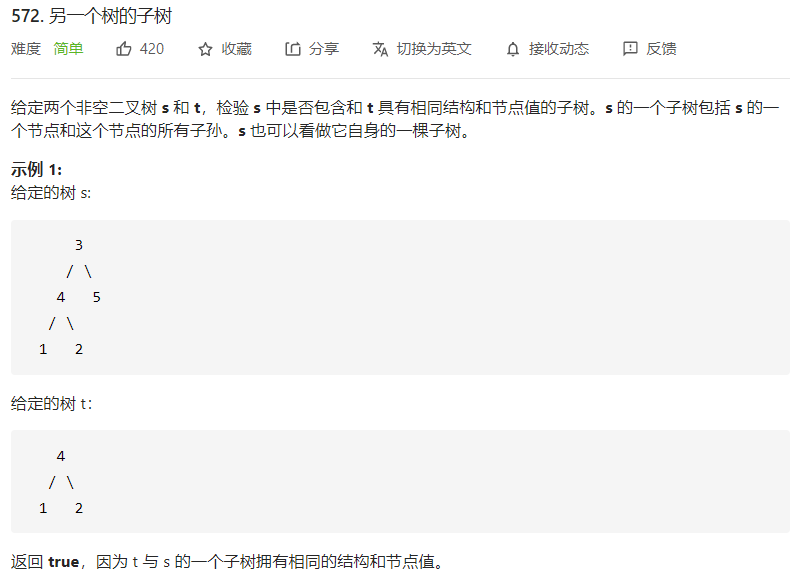 572. 另一个树的子树
难度 简单 420 收藏 分享 切换为英文 接收动态 反馈
给定两个非空二叉树 s 和 t，检验 s 中是否包含和 t 具有相同结构和节点值的子树。s 的一个子树包括 s 的一
个节点和这个节点的所有子孙。s 也可以看做它自身的一棵子树。
示例 1:
给定的树 s:
3
/ \
4 5
/ \
1 2
给定的树 t：
4
/ \
1 2
返回 true，因为 t 与 s 的一个子树拥有相同的结构和节点值。